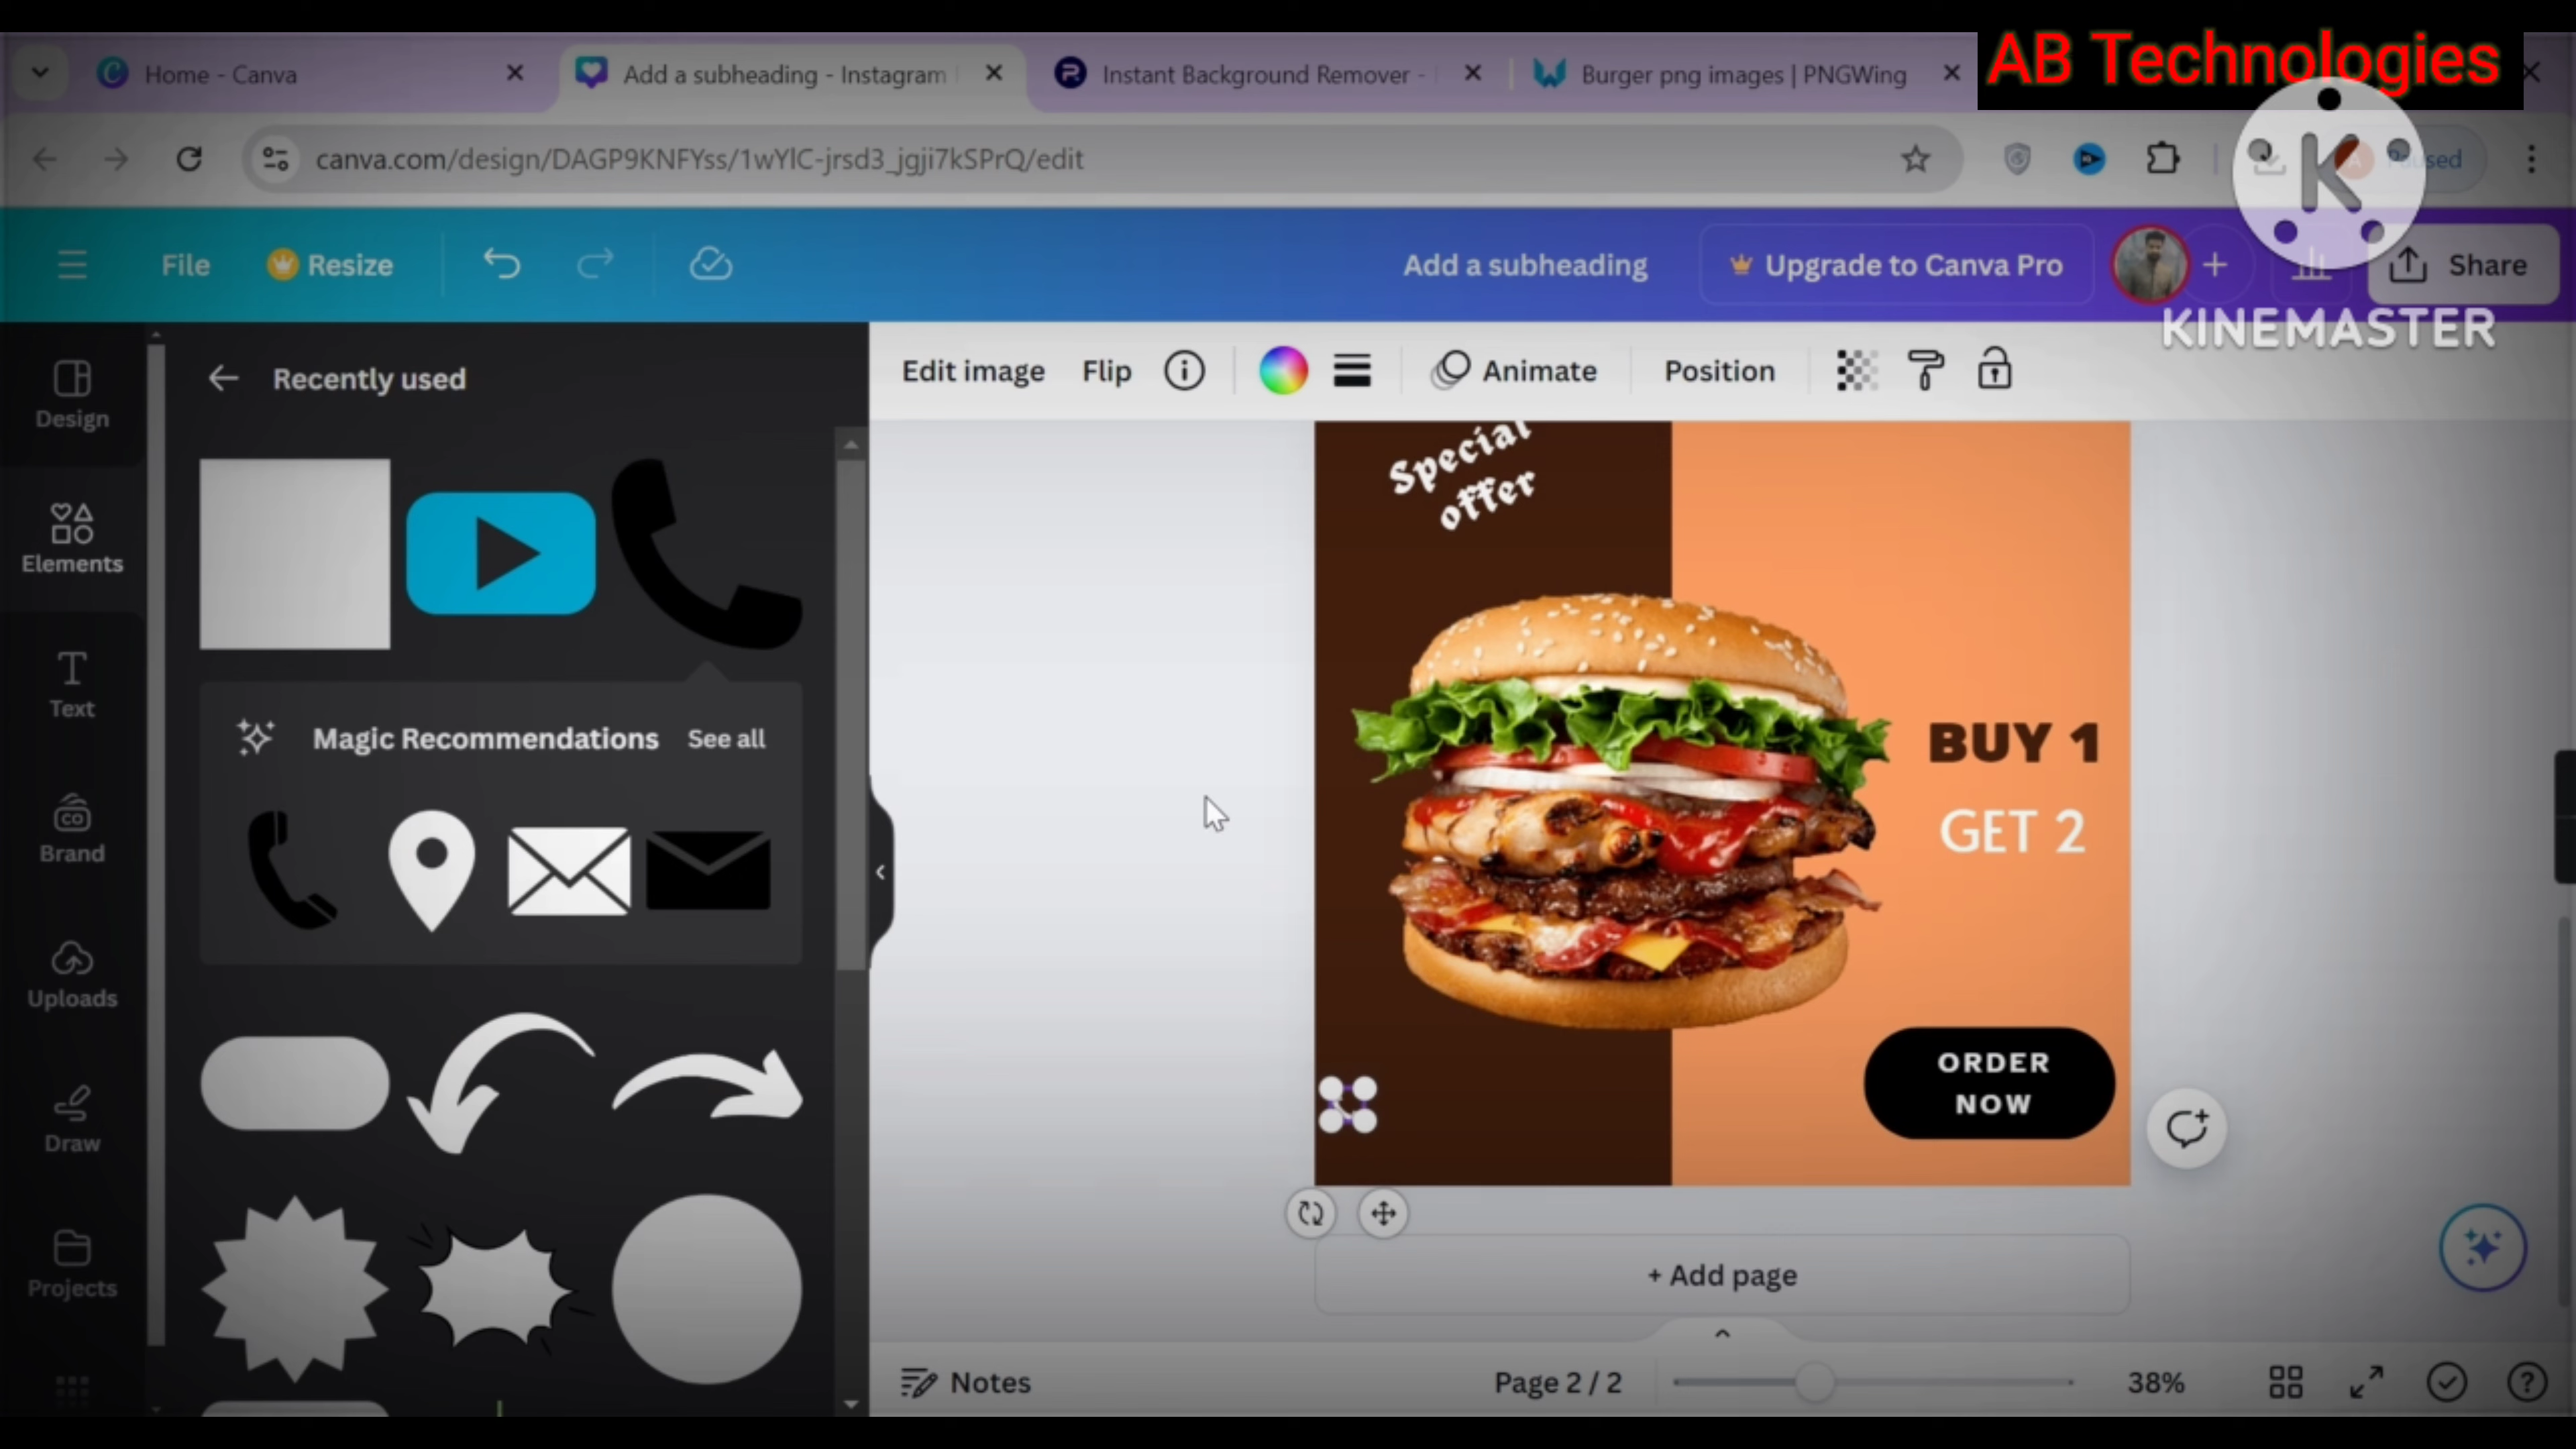 AB Technologies
Home - Canva
Add a subheading - Instagram
Instant Background Remover -
Burger png images | PNGWing
canva.com/design/DAGP9KNFYss/1wYlC-jrsd3_jgji7kSPrQ/edit
Paused
File
Resize
Add a subheading
Upgrade to Canva Pro
Share
KINEMASTER
Design
Elements
Text
Brand
Uploads
Draw
Projects
Recently used
Magic Recommendations
See all
Edit image
Flip
Animate
Position
Special
offer
BUY 1
GET 2
ORDER
NOW
+ Add page
Notes
Page 2 / 2
38%